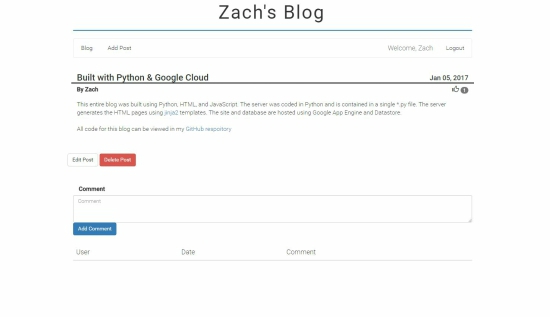 Zach's Blog
Blog Add Post Welcome, Zach Logout
Built with Python & Google Cloud Jan 05, 2017
By Zach 1
This entire blog was built using Python, HTML, and JavaScript. The server was coded in Python and is contained in a single *.py file. The server
generates the HTML pages using jinja2 templates. The site and database are hosted using Google App Engine and Datastore.
All code for this blog can be viewed in my GitHub respoitory
Edit Post Delete Post
Comment
Comment
Add Comment
User Date Comment